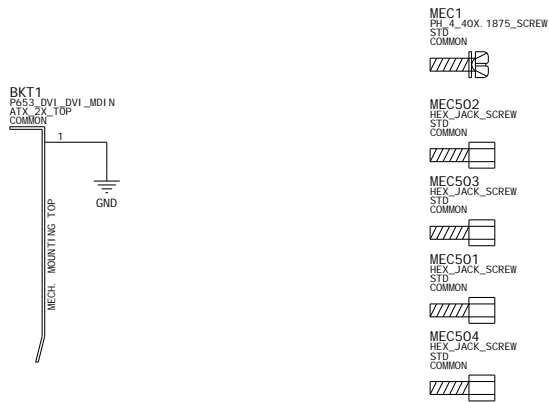 MEC1
PH_4_40X.1875_SCREW
STD
COMMON
BKT1
P653_DVI_DVI_MDIN
ATX_2X_TOP
COMMON
1
GND
MECH. MOUNTING TOP
MEC502
HEX_JACK_SCREW
STD
COMMON
MEC503
HEX_JACK_SCREW
STD
COMMON
MEC501
HEX_JACK_SCREW
STD
COMMON
MEC504
HEX_JACK_SCREW
STD
COMMON